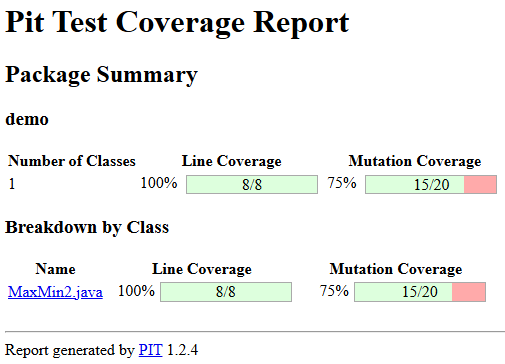 Pit Test Coverage Report
Package Summary
demo
Number of Classes Line Coverage Mutation Coverage
1 100% 8/8 75% 15/20
Breakdown by Class
Name Line Coverage Mutation Coverage
MaxMin2.java 100% 8/8 75% 15/20
Report generated by PIT 1.2.4